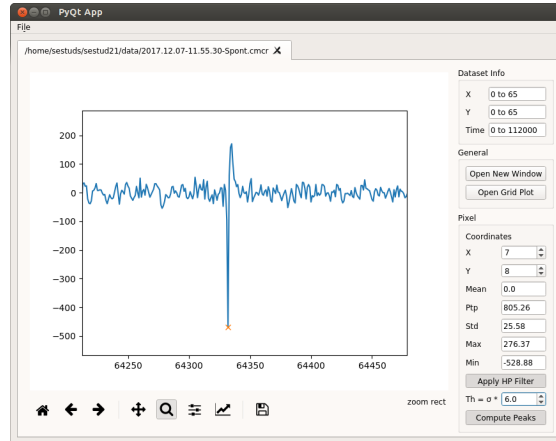 PyQt App
File
/home/sestuds/sestud21/data/2017.12.07-11.55.30-Spont.cmcr
200
100
0
−100
−200
−300
−400
−500
64250 64300 64350 64400 64450
zoom rect
Dataset Info
X 0 to 65
Y 0 to 65
Time 0 to 112000
General
Open New Window
Open Grid Plot
Pixel
Coordinates
X 7
Y 8
Mean 0.0
Ptp 805.26
Std 25.58
Max 276.37
Min -528.88
Apply HP Filter
Th = σ * 6.0
Compute Peaks